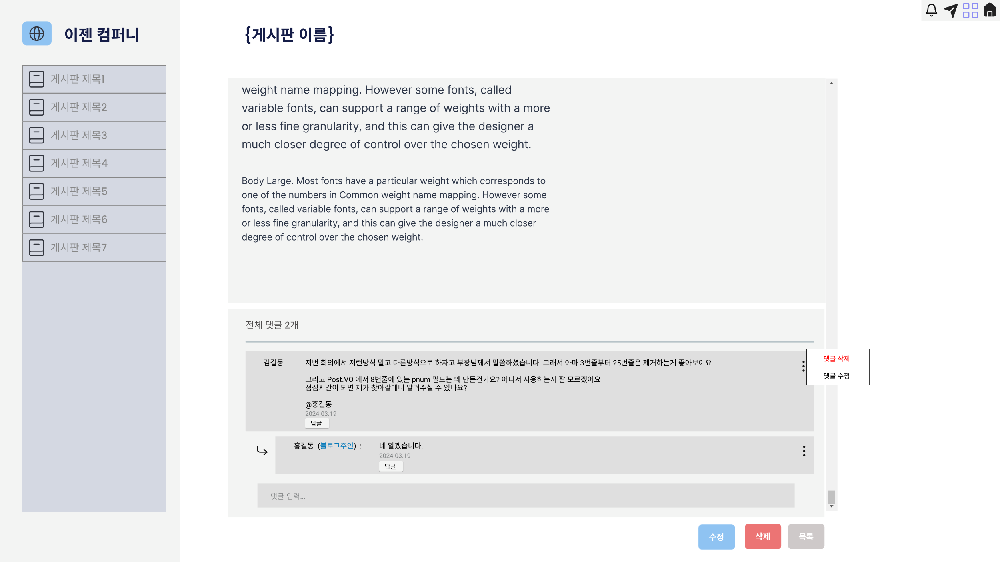 이젠 컴퍼니
게시판 제목1
게시판 제목2
게시판 제목3
게시판 제목4
게시판 제목5
게시판 제목6
게시판 제목7
{게시판 이름}
weight name mapping. However some fonts, called
variable fonts, can support a range of weights with a more
or less fine granularity, and this can give the designer a
much closer degree of control over the chosen weight.
Body Large. Most fonts have a particular weight which corresponds to
one of the numbers in Common weight name mapping. However some
fonts, called variable fonts, can support a range of weights with a more
or less fine granularity, and this can give the designer a much closer
degree of control over the chosen weight.
전체 댓글 2개
김길동 : 저번 회의에서 저런방식 말고 다른방식으로 하자고 부장님께서 말씀하셨습니다. 그래서 아마 3번줄부터 25번줄은 제거하는게 좋아보여요.
그리고 Post.VO 에서 8번줄에 있는 pnum 필드는 왜 만든건가요? 어디서 사용하는지 잘 모르겠어요
점심시간이 되면 제가 찾아갈테니 알려주실 수 있나요?
@홍길동
2024.03.19
답글
댓글 삭제
댓글 수정
홍길동 (블로그주인) : 네 알겠습니다.
2024.03.19
답글
댓글 입력...
수정
삭제
목록